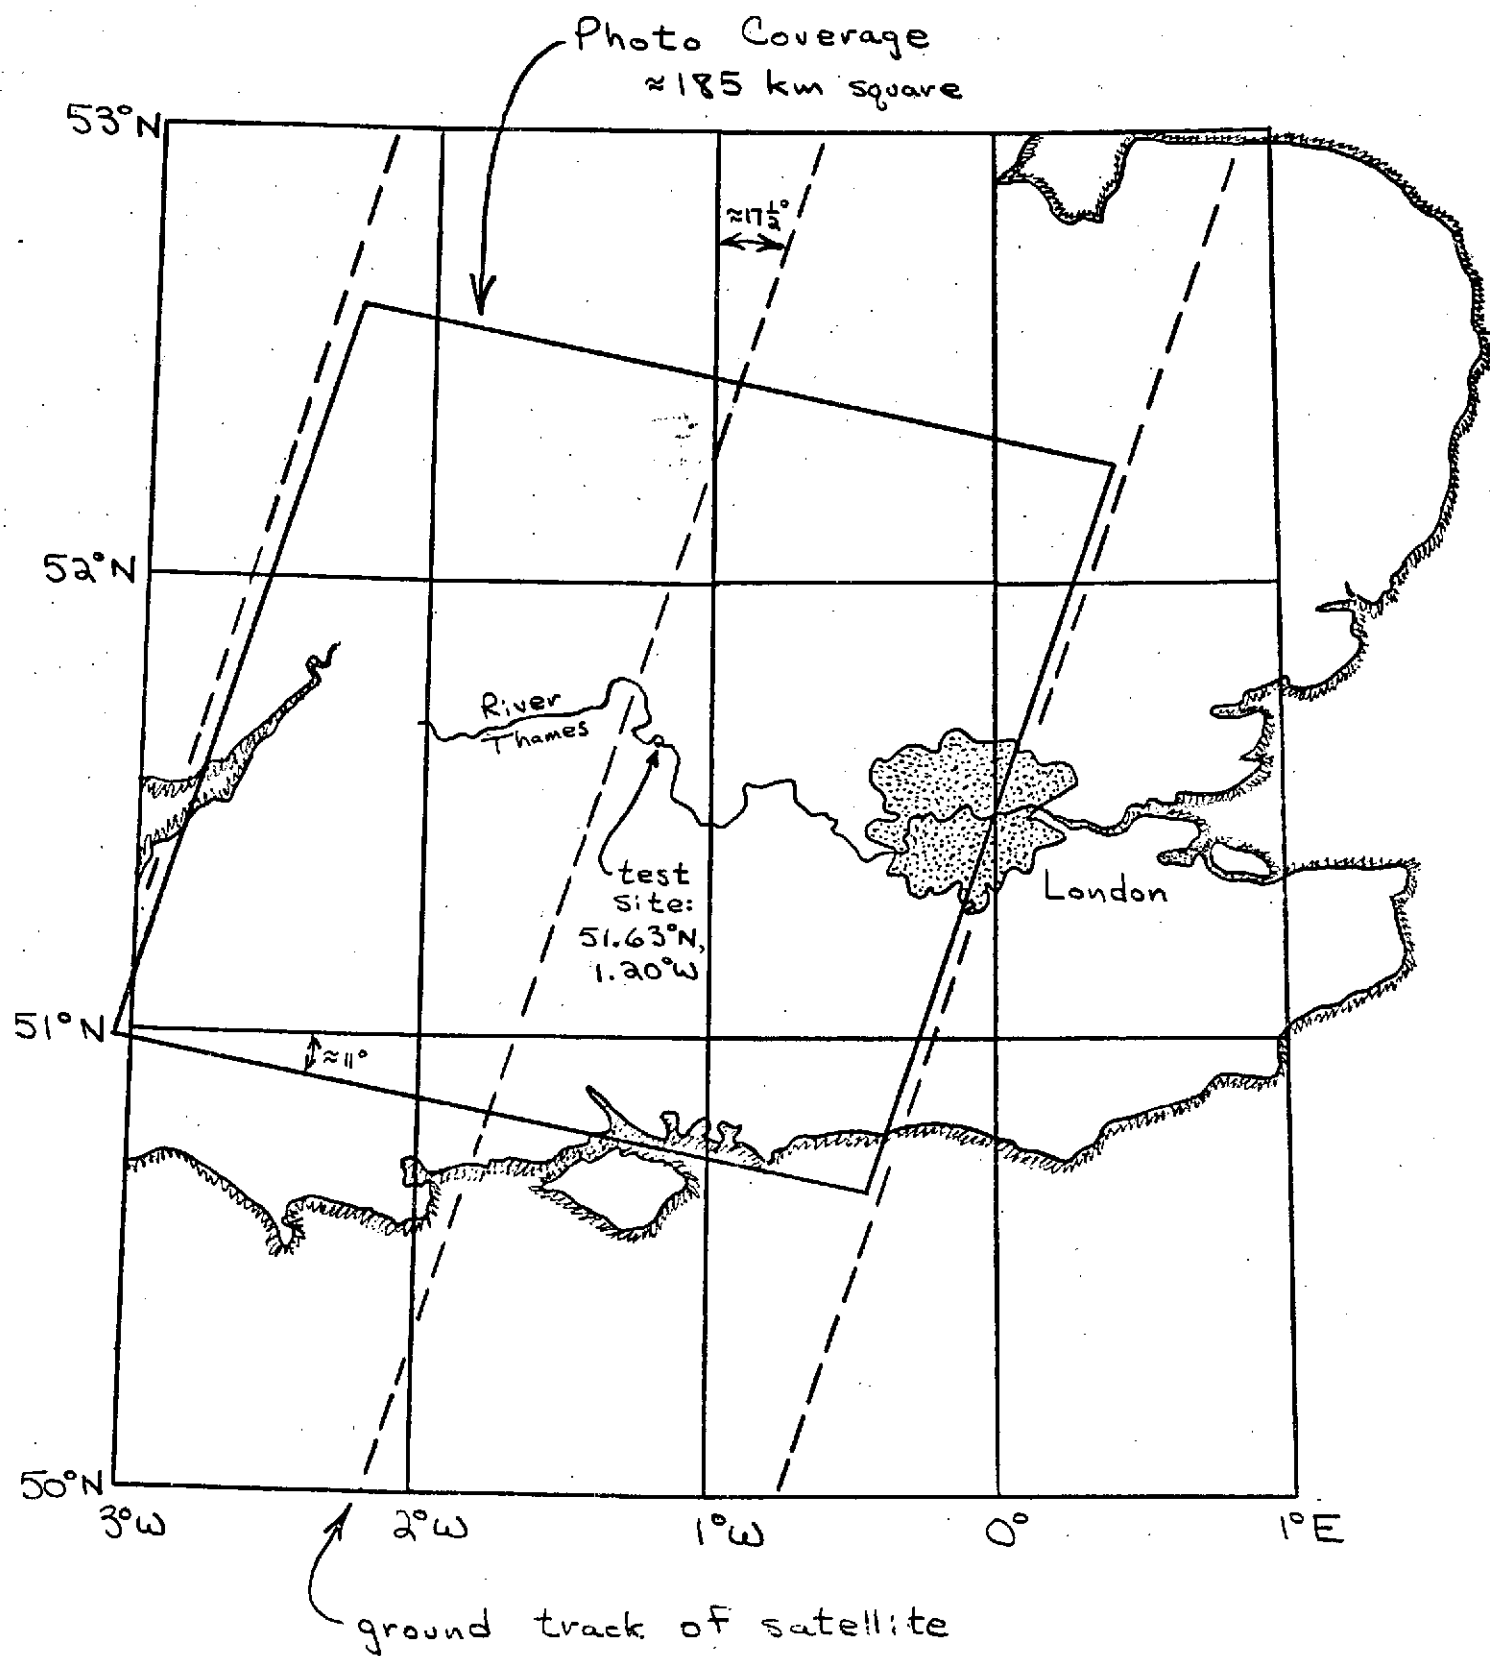 Photo Coverage
≈185 km square
53°N
≈17½°
52°N
River
Thames
test
site:
51.63°N,
1.20°W
London
51°N
≈11°
50°N
3°W
2°W
1°W
0°
1°E
ground track of satellite